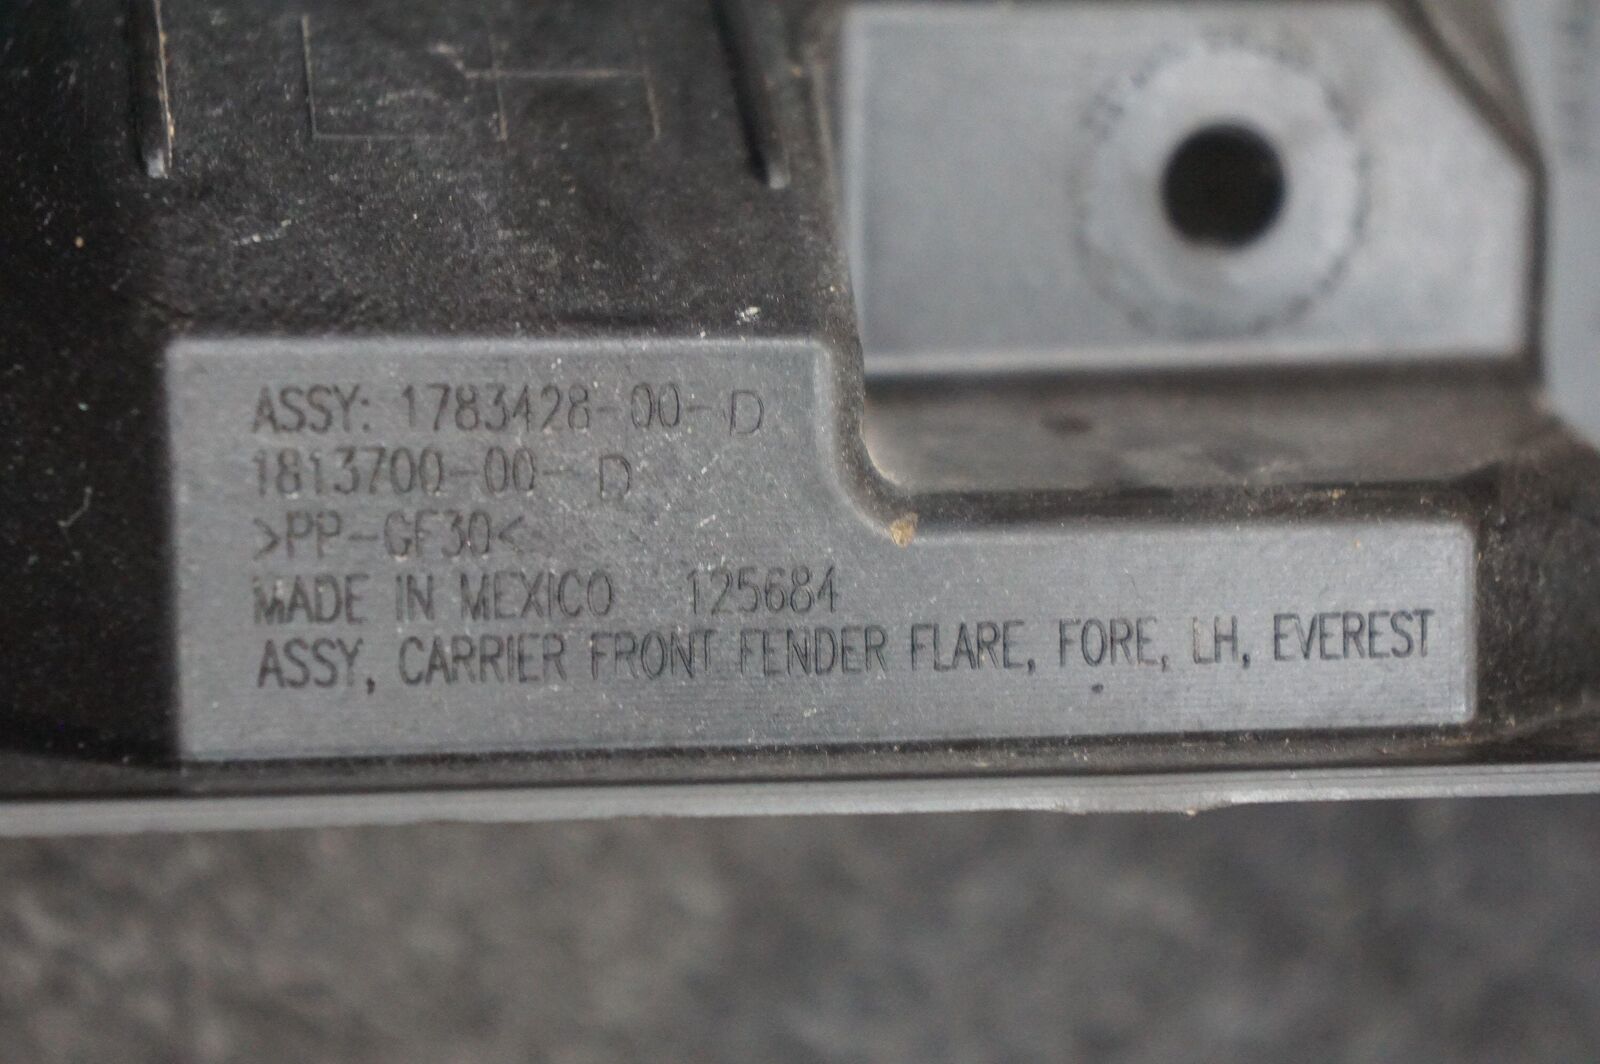 LH
ASSY: 1783428-00-D
1813700-00-D
>PP-GF30<
MADE IN MEXICO 125684
ASSY, CARRIER FRONT FENDER FLARE, FORE, LH, EVEREST